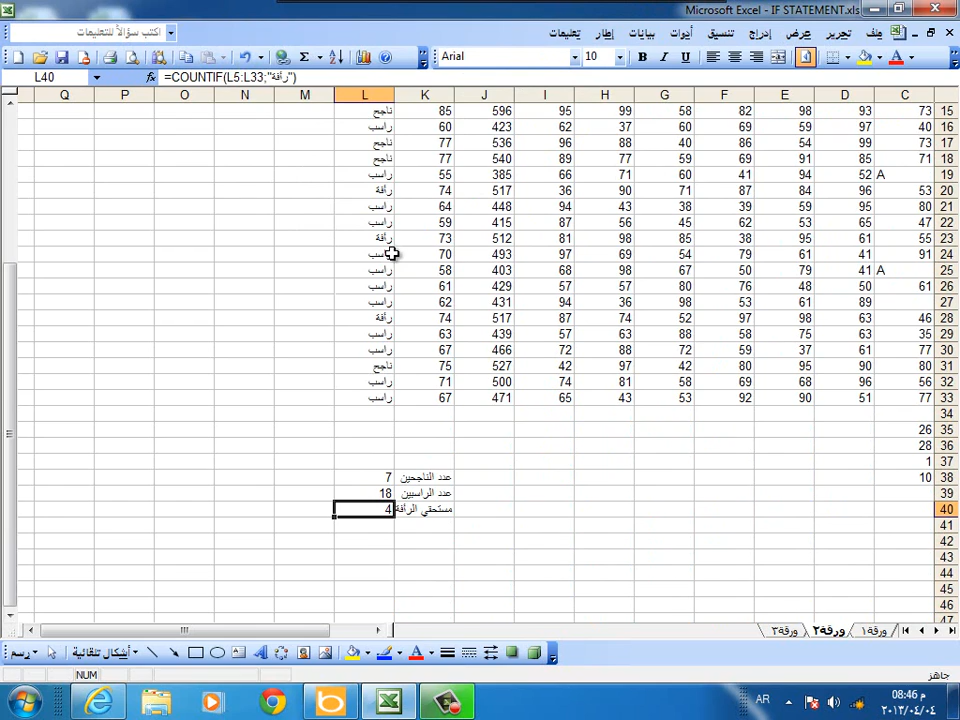 Microsoft Excel - IF STATEMENT.xls
ملف تحرير عرض إدراج تنسيق أدوات بيانات إطار تعليمات اكتب سؤالاً للتعليمات
Arial 10 B I U
L40 fx =COUNTIF(L5:L33;"رأفة")
Q P O N M L K J I H G F E D C
ناجح 85 596 95 99 58 82 98 93 73 15
راسب 60 423 62 37 60 69 59 97 40 16
ناجح 77 536 96 88 40 86 54 99 73 17
ناجح 77 540 89 77 59 69 91 85 71 18
راسب 55 385 66 71 60 41 94 52 A 19
رأفة 74 517 36 90 71 87 84 96 53 20
راسب 64 448 94 43 38 39 59 95 80 21
راسب 59 415 87 56 45 62 53 65 47 22
رأفة 73 512 81 98 85 38 95 61 55 23
راسب 70 493 97 69 54 79 61 41 91 24
راسب 58 403 68 98 67 50 79 41 A 25
راسب 61 429 57 57 80 76 48 50 61 26
راسب 62 431 94 36 98 53 61 89 27
رأفة 74 517 87 74 52 97 98 63 46 28
راسب 63 439 57 63 88 58 75 63 35 29
راسب 67 466 72 88 72 59 37 61 77 30
ناجح 75 527 42 97 42 80 95 90 80 31
راسب 71 500 74 81 58 69 68 96 56 32
راسب 67 471 65 43 53 92 90 51 77 33
34
26 35
28 36
1 37
7 عدد الناجحين 10 38
18 عدد الراسبين 39
4 مستحقي الرأفة 40
41
42
43
44
45
46
47
ورقة١ ورقة٢ ورقة٣
رسم أشكال تلقائية
NUM جاهز
AR
08:46 م
٢٠١٣/٠٤/٠٤